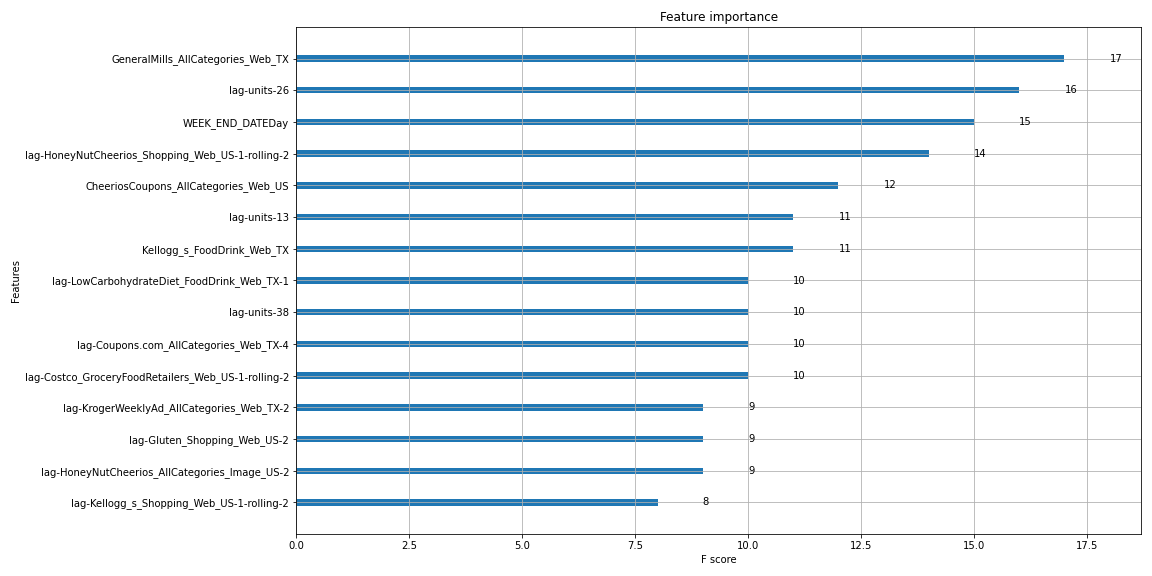 Feature importance
GeneralMills_AllCategories_Web_TX 17
lag-units-26 16
WEEK_END_DATEDay 15
lag-HoneyNutCheerios_Shopping_Web_US-1-rolling-2 14
CheeriosCoupons_AllCategories_Web_US 12
lag-units-13 11
Kellogg_s_FoodDrink_Web_TX 11
lag-LowCarbohydrateDiet_FoodDrink_Web_TX-1 10
lag-units-38 10
lag-Coupons.com_AllCategories_Web_TX-4 10
lag-Costco_GroceryFoodRetailers_Web_US-1-rolling-2 10
lag-KrogerWeeklyAd_AllCategories_Web_TX-2 9
lag-Gluten_Shopping_Web_US-2 9
lag-HoneyNutCheerios_AllCategories_Image_US-2 9
lag-Kellogg_s_Shopping_Web_US-1-rolling-2 8
Features
0.0 2.5 5.0 7.5 10.0 12.5 15.0 17.5
F score